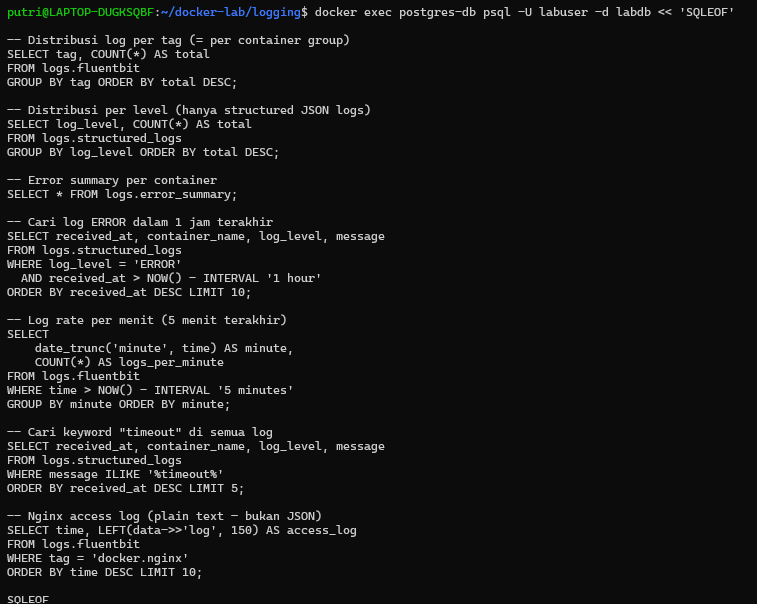 putri@LAPTOP-DUGKSQBF:~/docker-lab/logging$ docker exec postgres-db psql -U labuser -d labdb << 'SQLEOF'
-- Distribusi log per tag (= per container group)
SELECT tag, COUNT(*) AS total
FROM logs.fluentbit
GROUP BY tag ORDER BY total DESC;
-- Distribusi per level (hanya structured JSON logs)
SELECT log_level, COUNT(*) AS total
FROM logs.structured_logs
GROUP BY log_level ORDER BY total DESC;
-- Error summary per container
SELECT * FROM logs.error_summary;
-- Cari log ERROR dalam 1 jam terakhir
SELECT received_at, container_name, log_level, message
FROM logs.structured_logs
WHERE log_level = 'ERROR'
  AND received_at > NOW() - INTERVAL '1 hour'
ORDER BY received_at DESC LIMIT 10;
-- Log rate per menit (5 menit terakhir)
SELECT
    date_trunc('minute', time) AS minute,
    COUNT(*) AS logs_per_minute
FROM logs.fluentbit
WHERE time > NOW() - INTERVAL '5 minutes'
GROUP BY minute ORDER BY minute;
-- Cari keyword "timeout" di semua log
SELECT received_at, container_name, log_level, message
FROM logs.structured_logs
WHERE message ILIKE '%timeout%'
ORDER BY received_at DESC LIMIT 5;
-- Nginx access log (plain text - bukan JSON)
SELECT time, LEFT(data->>'log', 150) AS access_log
FROM logs.fluentbit
WHERE tag = 'docker.nginx'
ORDER BY time DESC LIMIT 10;
SQLEOF